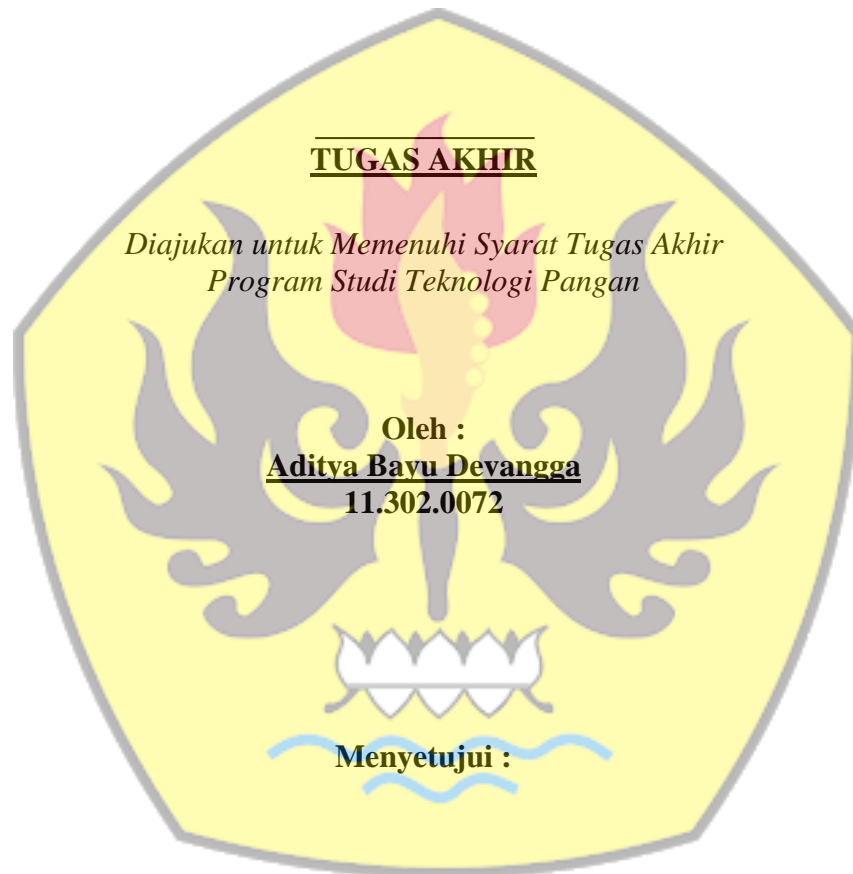 TUGAS AKHIR
Diajukan untuk Memenuhi Syarat Tugas Akhir
Program Studi Teknologi Pangan
Oleh :
Aditya Bayu Devangga
11.302.0072
Menyetujui :